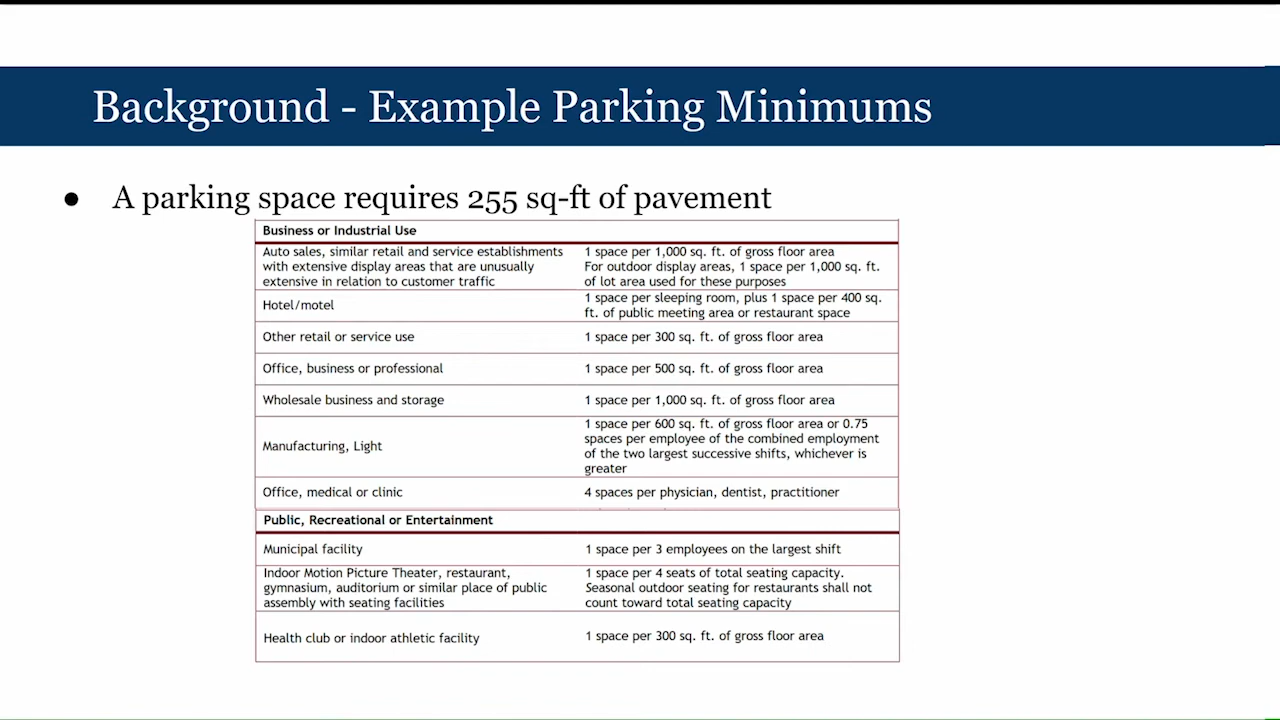 Background - Example Parking Minimums
● A parking space requires 255 sq-ft of pavement
Business or Industrial Use
Auto sales, similar retail and service establishments
with extensive display areas that are unusually
extensive in relation to customer traffic
1 space per 1,000 sq. ft. of gross floor area
For outdoor display areas, 1 space per 1,000 sq. ft.
of lot area used for these purposes
Hotel/motel
1 space per sleeping room, plus 1 space per 400 sq.
ft. of public meeting area or restaurant space
Other retail or service use
1 space per 300 sq. ft. of gross floor area
Office, business or professional
1 space per 500 sq. ft. of gross floor area
Wholesale business and storage
1 space per 1,000 sq. ft. of gross floor area
Manufacturing, Light
1 space per 600 sq. ft. of gross floor area or 0.75
spaces per employee of the combined employment
of the two largest successive shifts, whichever is
greater
Office, medical or clinic
4 spaces per physician, dentist, practitioner
Public, Recreational or Entertainment
Municipal facility
1 space per 3 employees on the largest shift
Indoor Motion Picture Theater, restaurant,
gymnasium, auditorium or similar place of public
assembly with seating facilities
1 space per 4 seats of total seating capacity.
Seasonal outdoor seating for restaurants shall not
count toward total seating capacity
Health club or indoor athletic facility
1 space per 300 sq. ft. of gross floor area